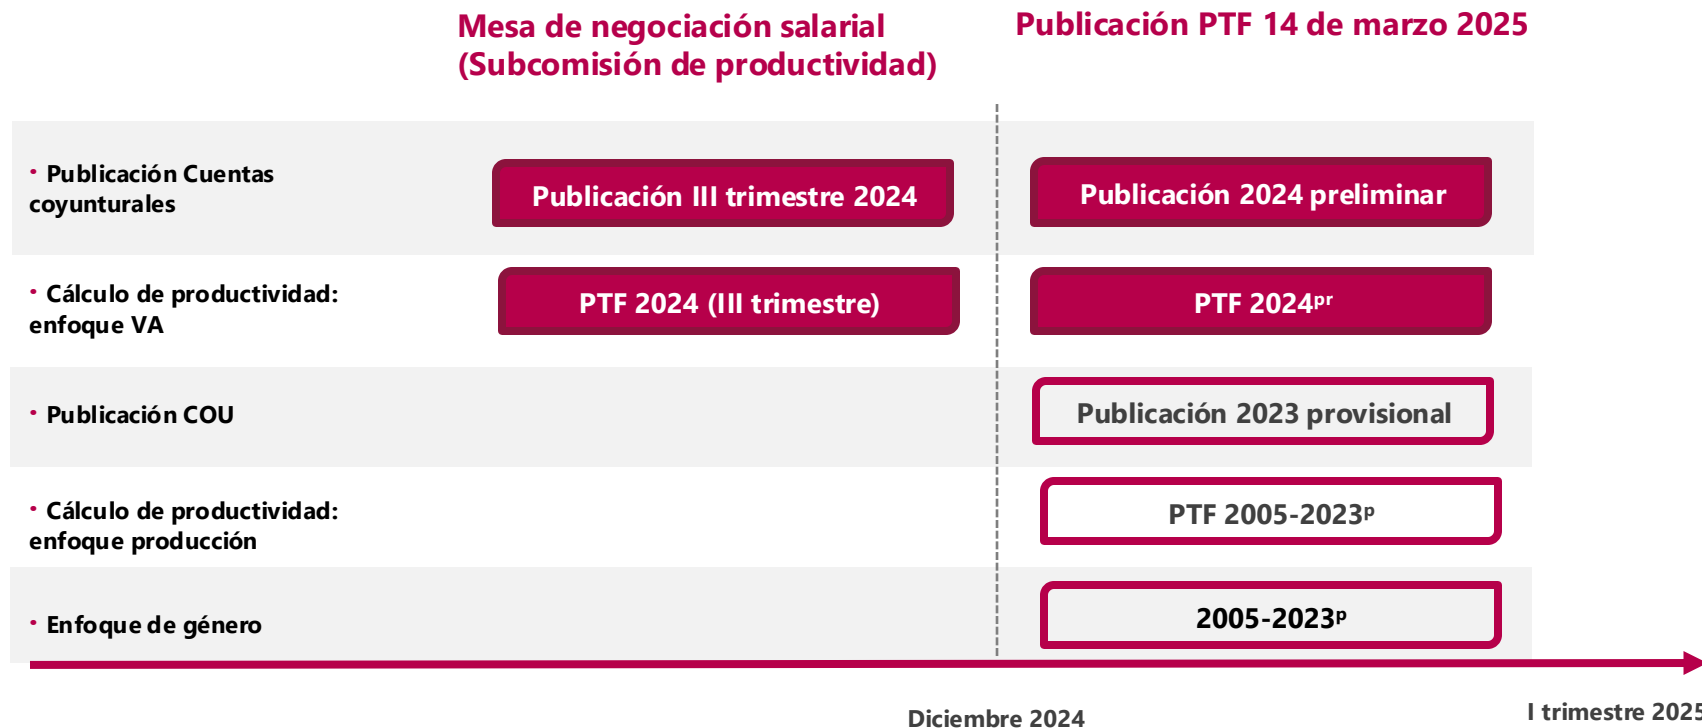 Mesa de negociación salarial
(Subcomisión de productividad)
Publicación PTF 14 de marzo 2025
· Publicación Cuentas
coyunturales
Publicación III trimestre 2024
Publicación 2024 preliminar
· Cálculo de productividad:
enfoque VA
PTF 2024 (III trimestre)
PTF 2024ᵖʳ
· Publicación COU
Publicación 2023 provisional
· Cálculo de productividad:
enfoque producción
PTF 2005-2023ᵖ
· Enfoque de género
2005-2023ᵖ
Diciembre 2024
I trimestre 2025